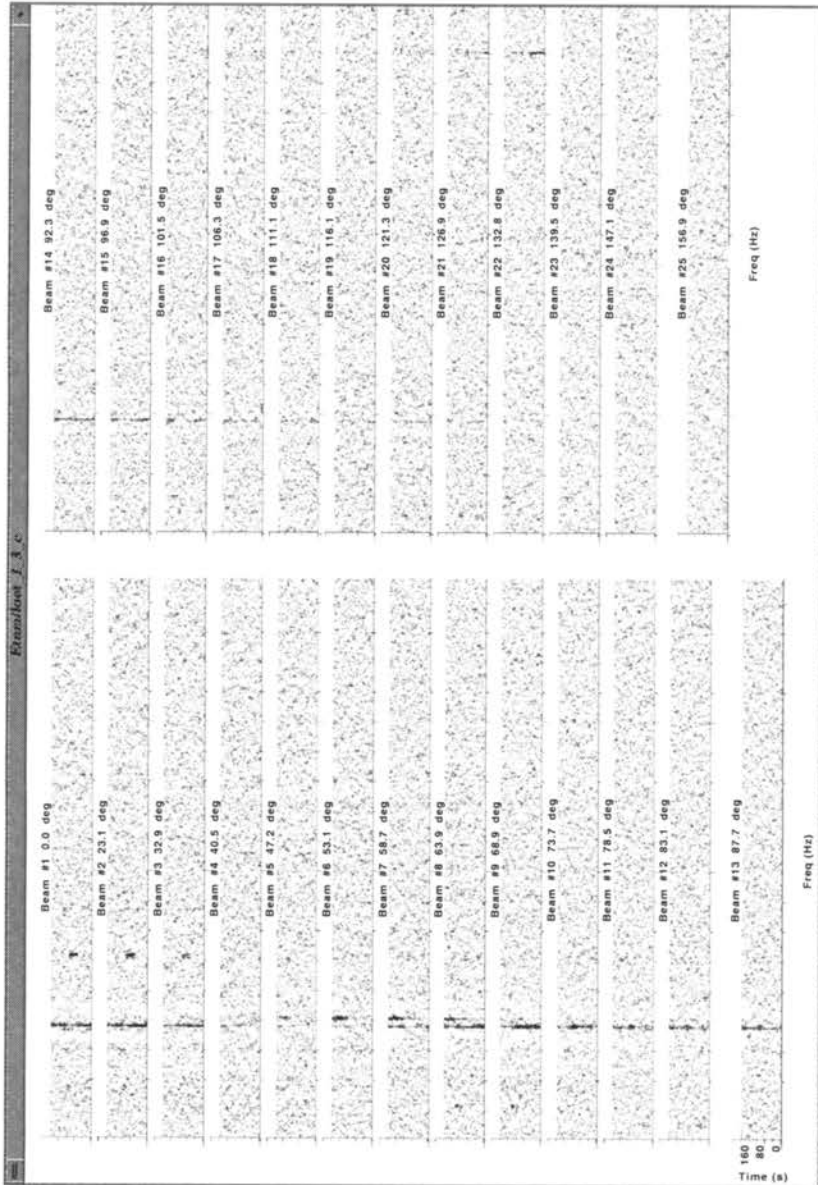 Beam #1 0.0 deg
Beam #2 23.1 deg
Beam #3 32.9 deg
Beam #4 40.5 deg
Beam #5 47.2 deg
Beam #6 53.1 deg
Beam #7 58.7 deg
Beam #8 63.9 deg
Beam #9 68.9 deg
Beam #10 73.7 deg
Beam #11 78.5 deg
Beam #12 83.1 deg
Beam #13 87.7 deg
160
80
0
Time (s)
Freq (Hz)
Beam #14 92.3 deg
Beam #15 96.9 deg
Beam #16 101.5 deg
Beam #17 106.3 deg
Beam #18 111.1 deg
Beam #19 116.1 deg
Beam #20 121.3 deg
Beam #21 126.9 deg
Beam #22 132.8 deg
Beam #23 139.5 deg
Beam #24 147.1 deg
Beam #25 156.9 deg
Freq (Hz)